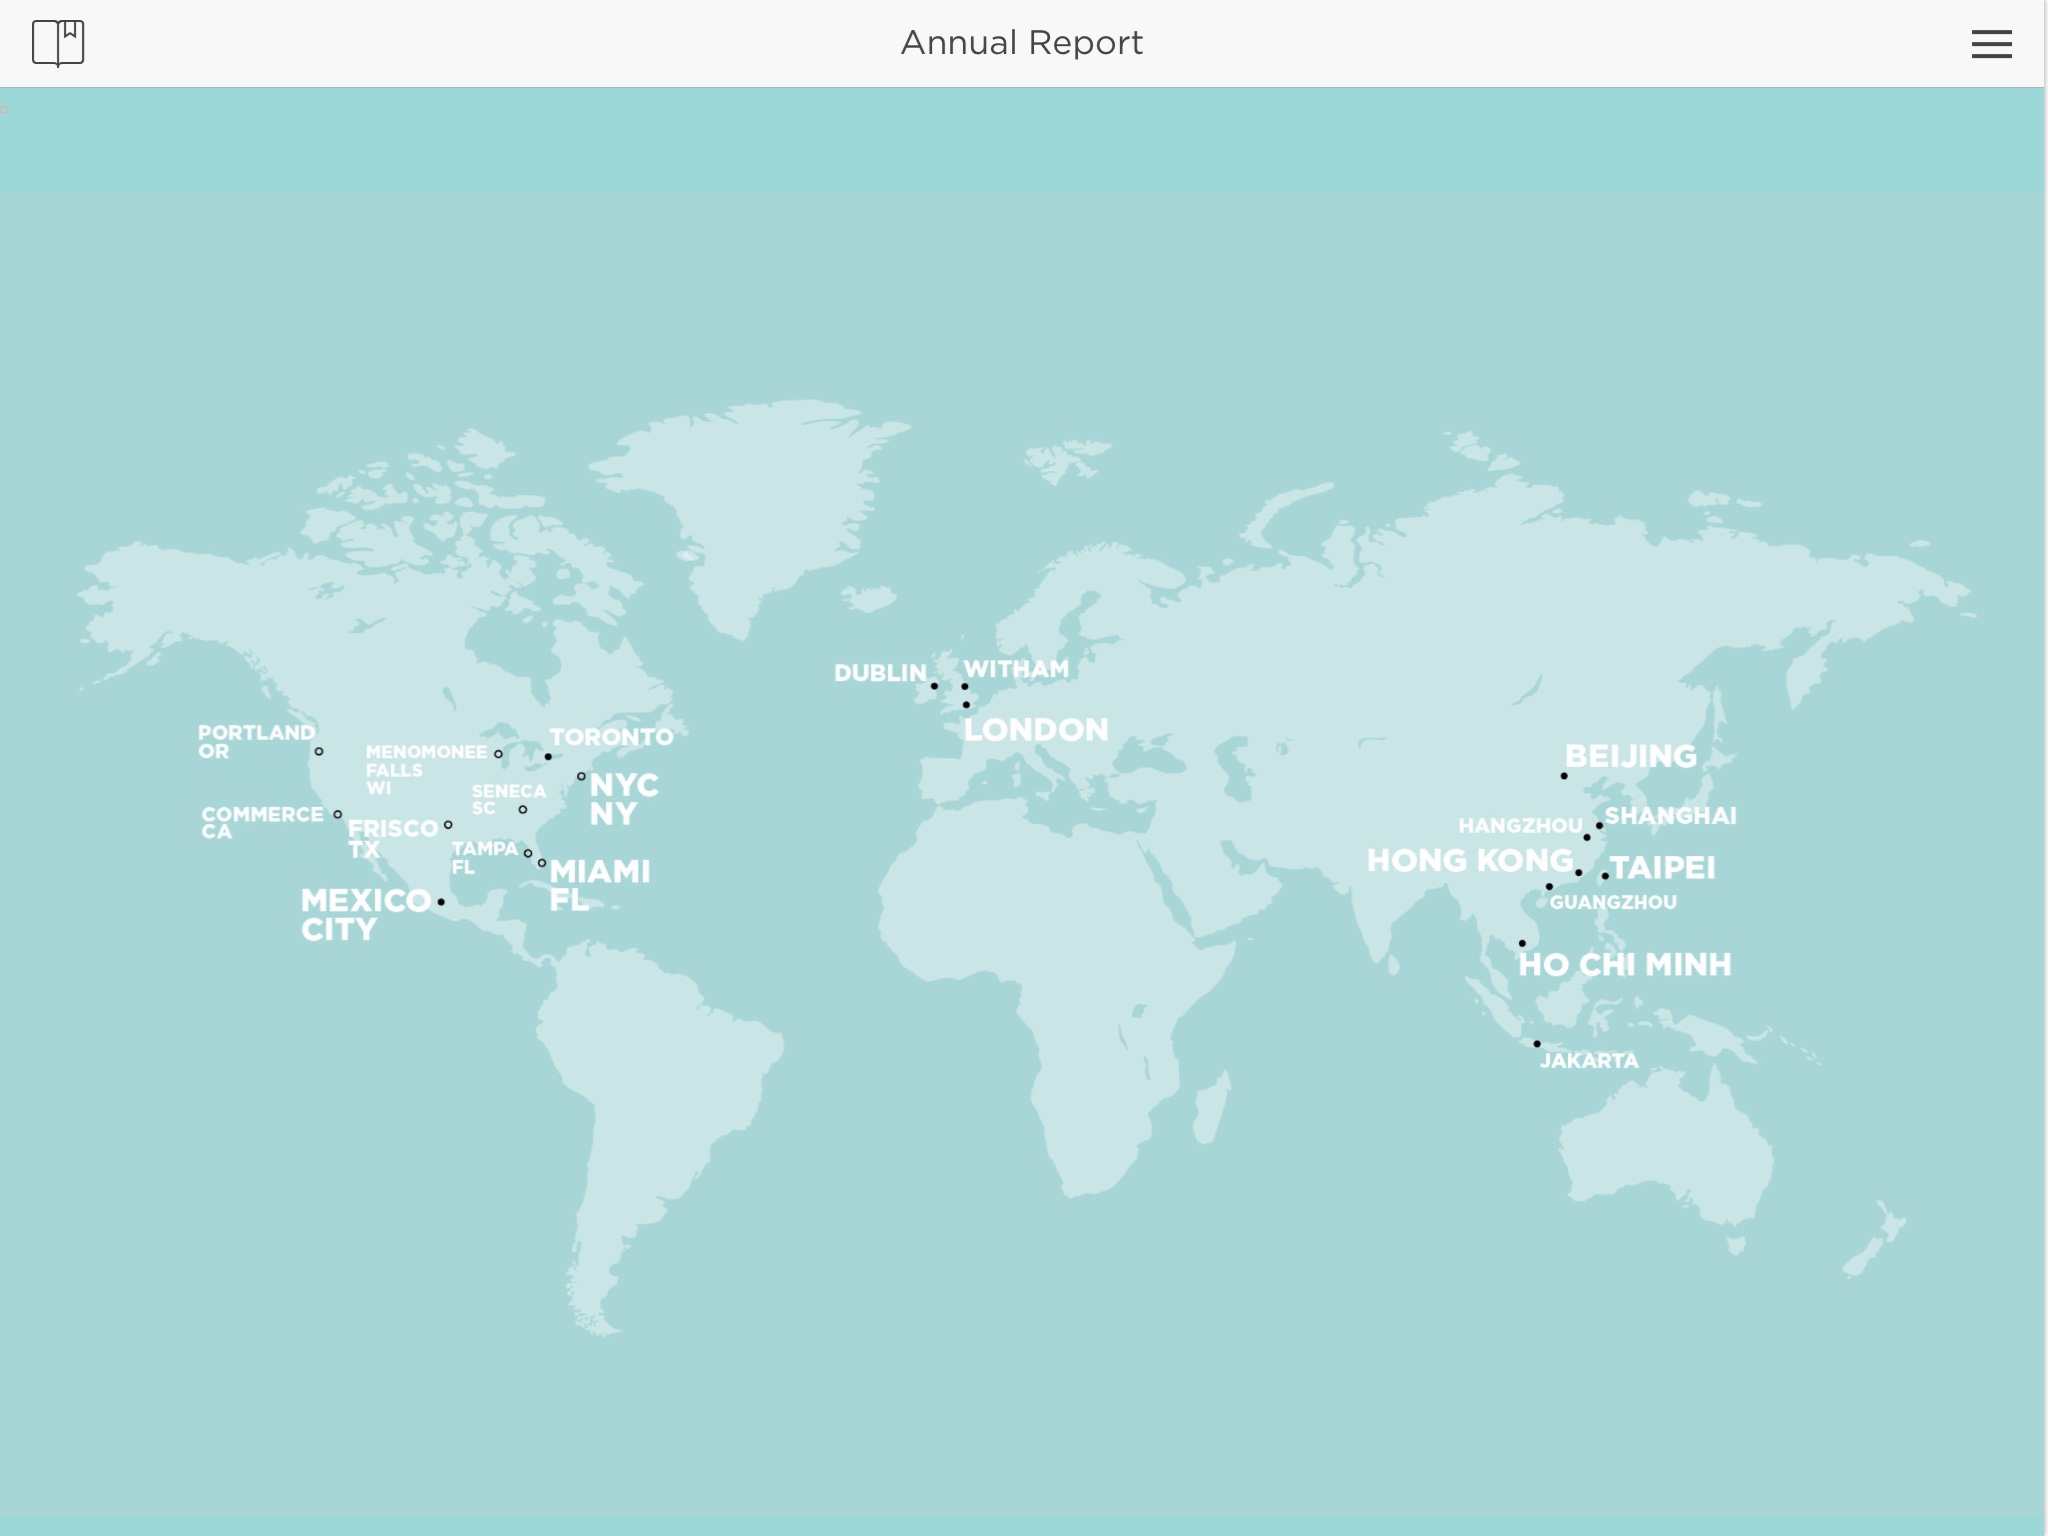 Annual Report
DUBLIN
WITHAM
LONDON
PORTLAND
OR
MENOMONEE
FALLS
WI
TORONTO
NYC
NY
SENECA
SC
COMMERCE
CA
FRISCO
TX
TAMPA
FL
MIAMI
FL
MEXICO
CITY
BEIJING
SHANGHAI
HANGZHOU
HONG KONG
TAIPEI
GUANGZHOU
HO CHI MINH
JAKARTA